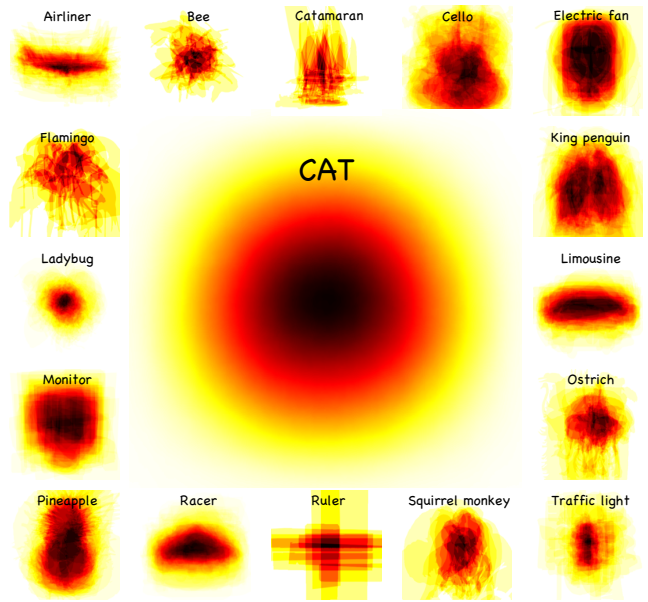 Airliner
Bee
Catamaran
Cello
Electric fan
Flamingo
King penguin
CAT
Ladybug
Limousine
Monitor
Ostrich
Pineapple
Racer
Ruler
Squirrel monkey
Traffic light